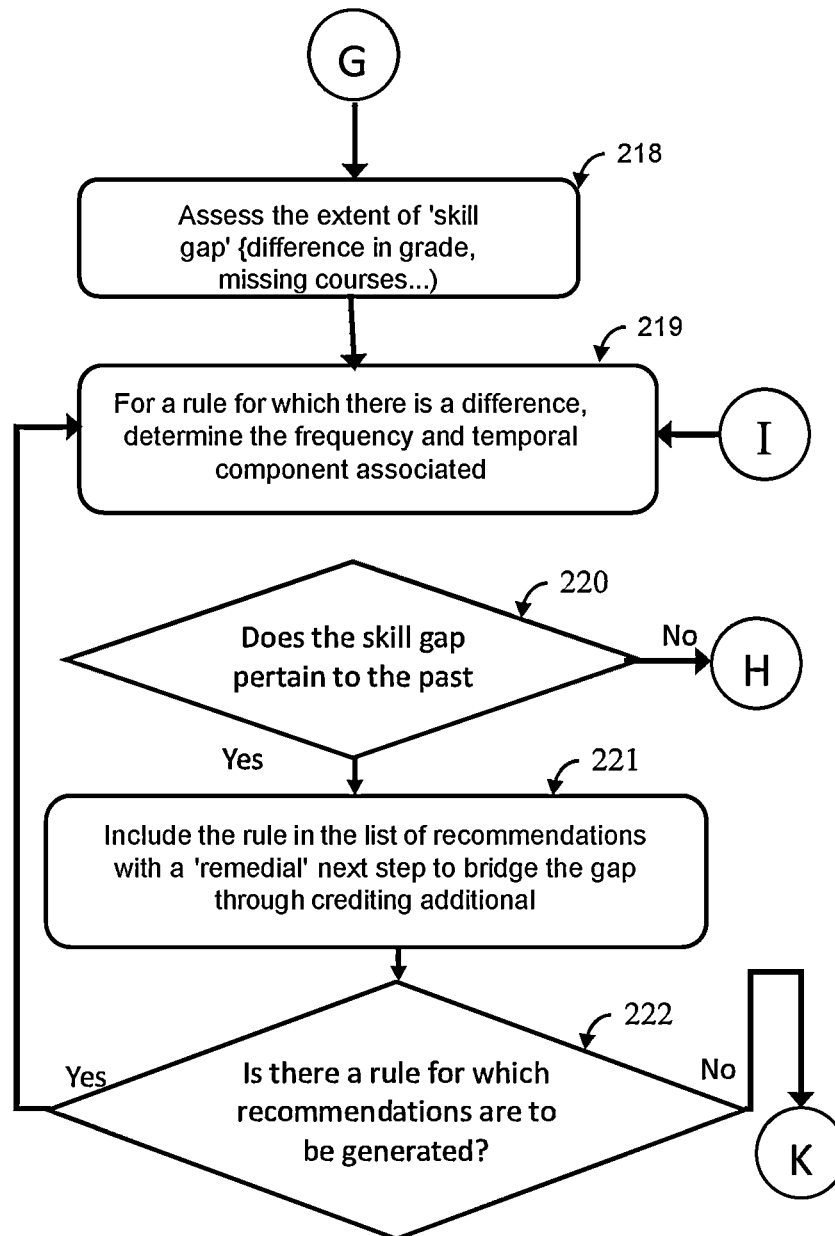 G
218
Assess the extent of 'skill
gap' {difference in grade,
missing courses...)
219
For a rule for which there is a difference,
determine the frequency and temporal
component associated
I
220
Does the skill gap
pertain to the past
No
H
Yes
221
Include the rule in the list of recommendations
with a 'remedial' next step to bridge the gap
through crediting additional
222
Yes
Is there a rule for which
recommendations are to
be generated?
No
K